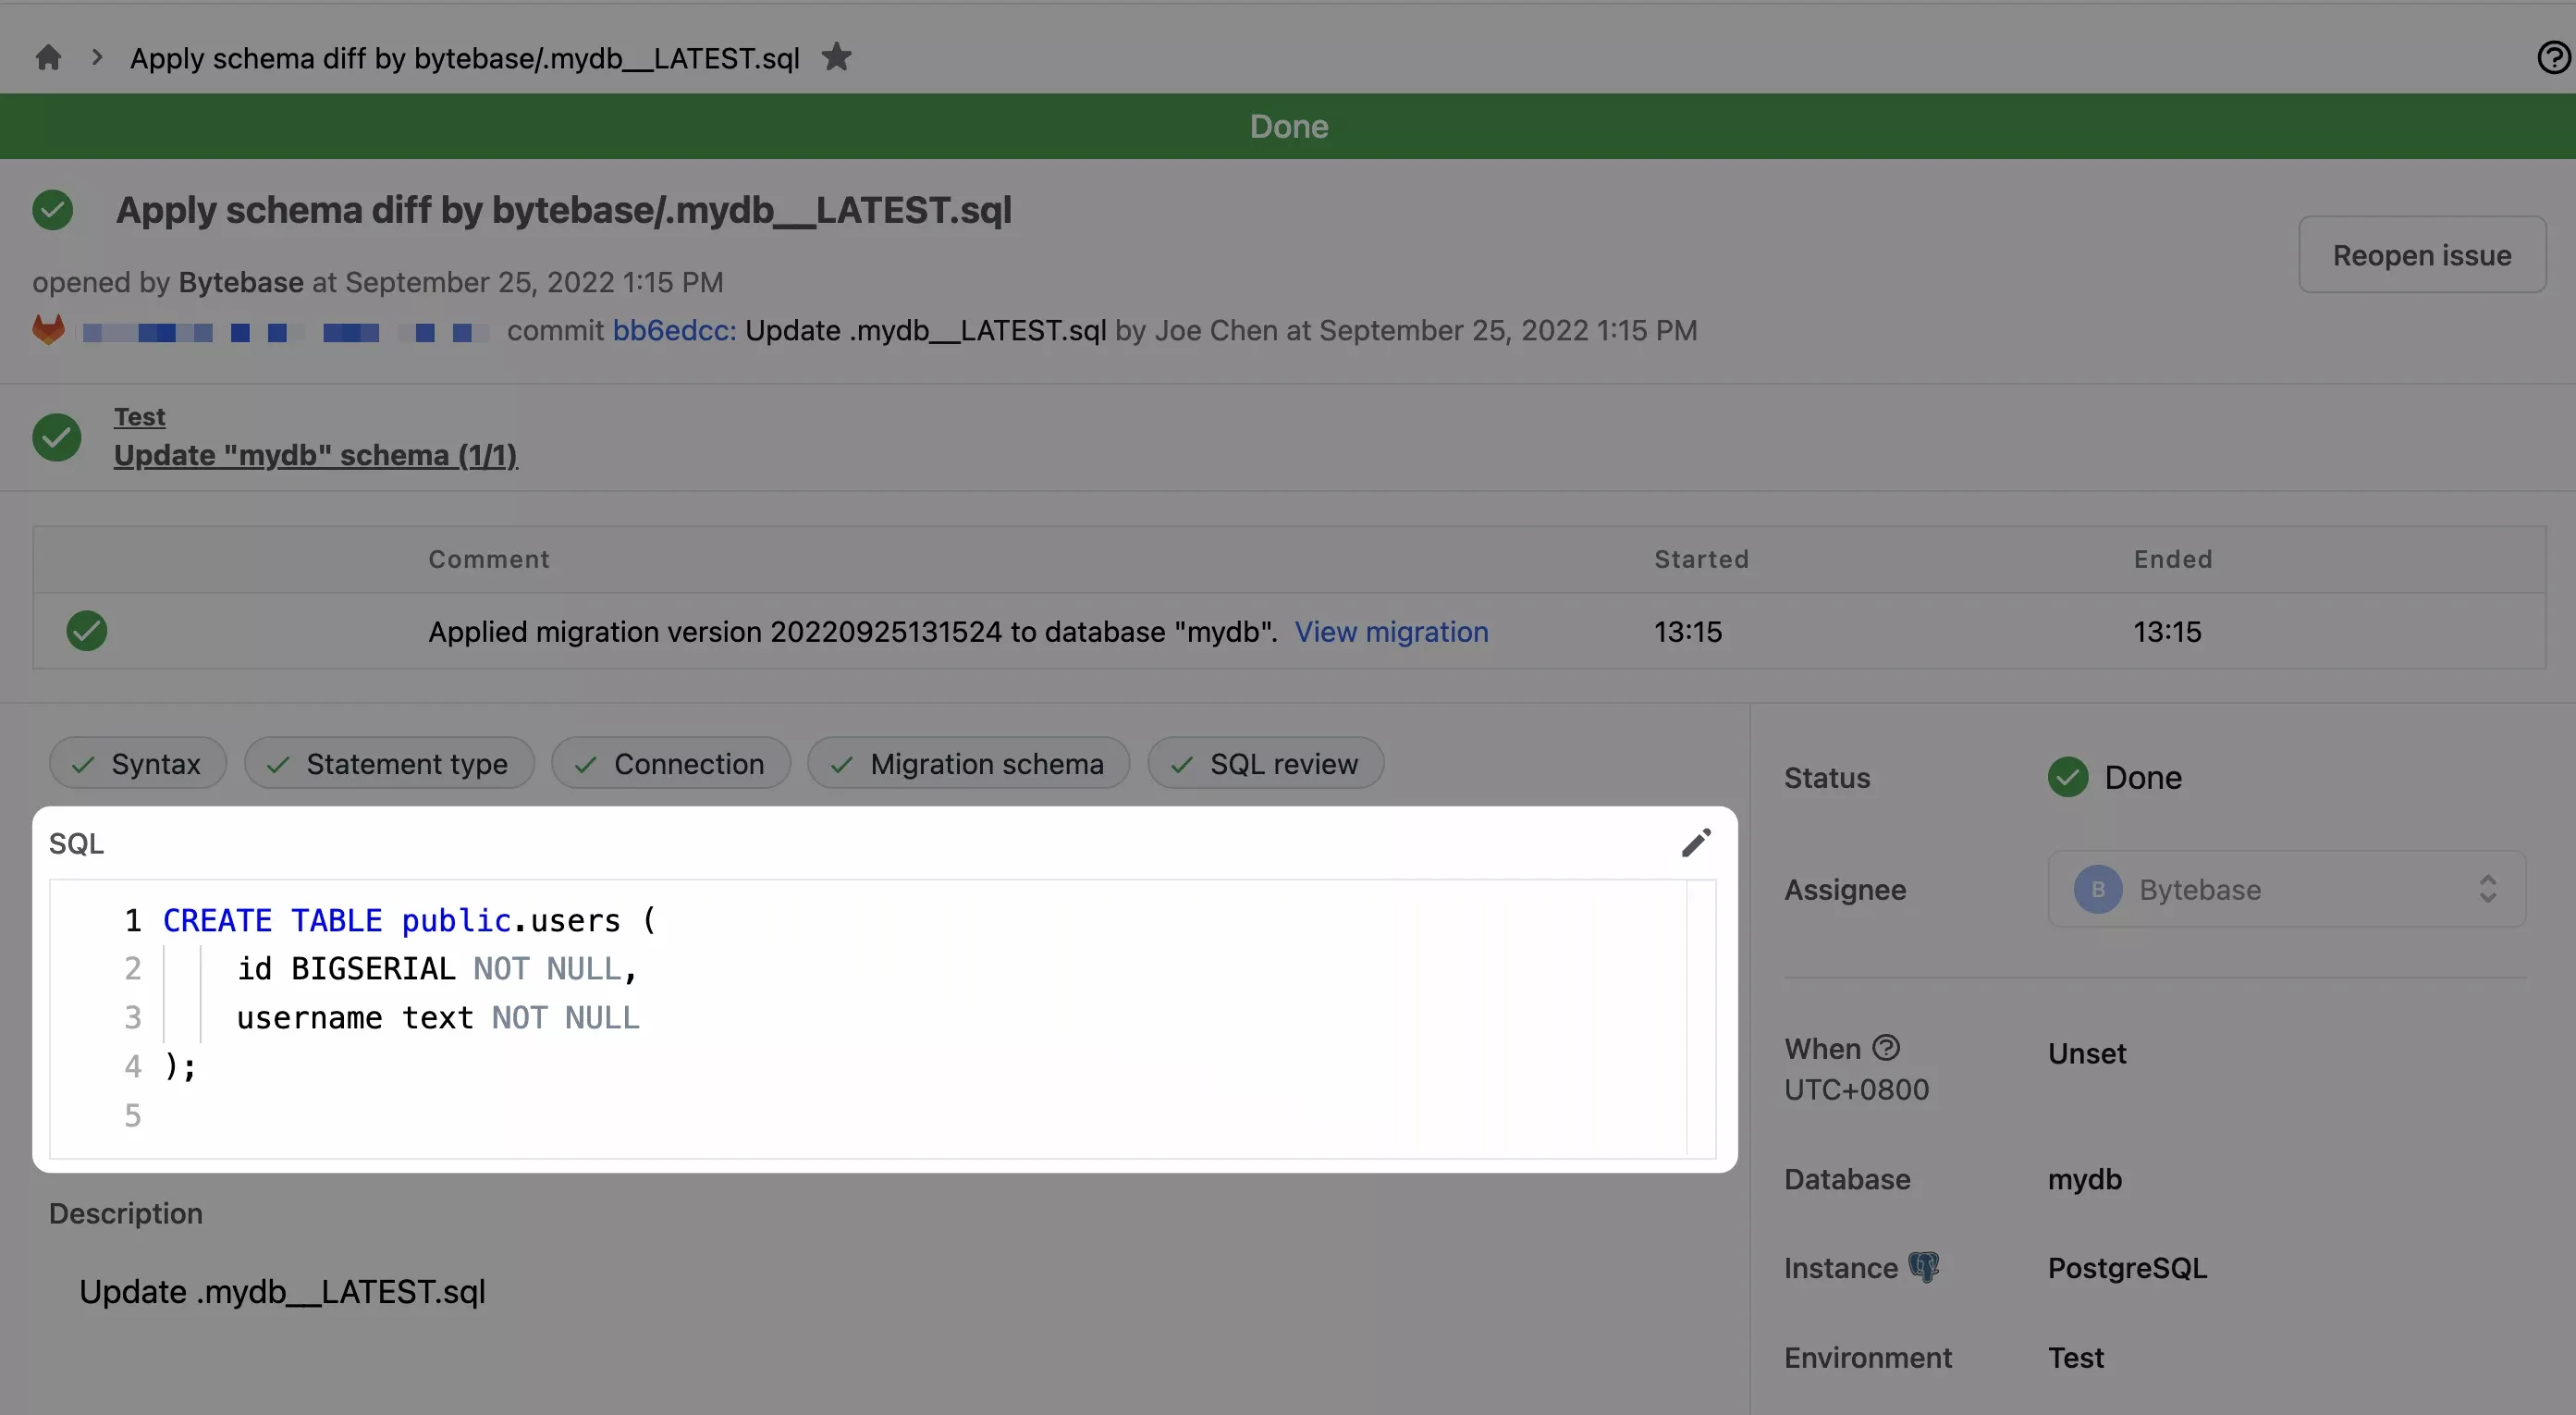 Apply schema diff by bytebase/.mydb__LATEST.sql
Done
Apply schema diff by bytebase/.mydb__LATEST.sql
Reopen issue
opened by Bytebase at September 25, 2022 1:15 PM
commit bb6edcc: Update .mydb__LATEST.sql by Joe Chen at September 25, 2022 1:15 PM
Test
Update "mydb" schema (1/1)
Comment Started Ended
Applied migration version 20220925131524 to database "mydb". View migration 13:15 13:15
Syntax Statement type Connection Migration schema SQL review
SQL
1 CREATE TABLE public.users (
2 id BIGSERIAL NOT NULL,
3 username text NOT NULL
4 );
5
Description
Update .mydb__LATEST.sql
Status Done
Assignee B Bytebase
When Unset
UTC+0800
Database mydb
Instance PostgreSQL
Environment Test